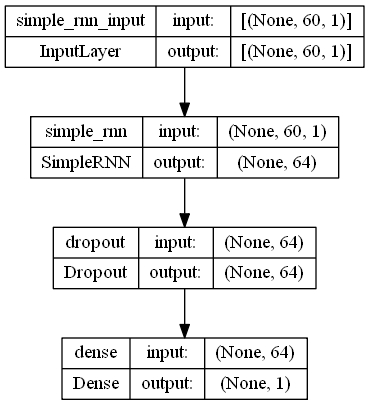 simple_rnn_input input: [(None, 60, 1)]
InputLayer output: [(None, 60, 1)]
simple_rnn input: (None, 60, 1)
SimpleRNN output: (None, 64)
dropout input: (None, 64)
Dropout output: (None, 64)
dense input: (None, 64)
Dense output: (None, 1)